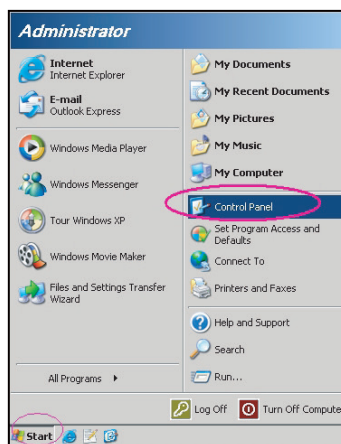 Administrator
Internet
Internet Explorer
E-mail
Outlook Express
Windows Media Player
Windows Messenger
Tour Windows XP
Windows Movie Maker
Files and Settings Transfer
Wizard
All Programs
My Documents
My Recent Documents
My Pictures
My Music
My Computer
Control Panel
Set Program Access and
Defaults
Connect To
Printers and Faxes
Help and Support
Search
Run...
Log Off
Turn Off Compute
Start